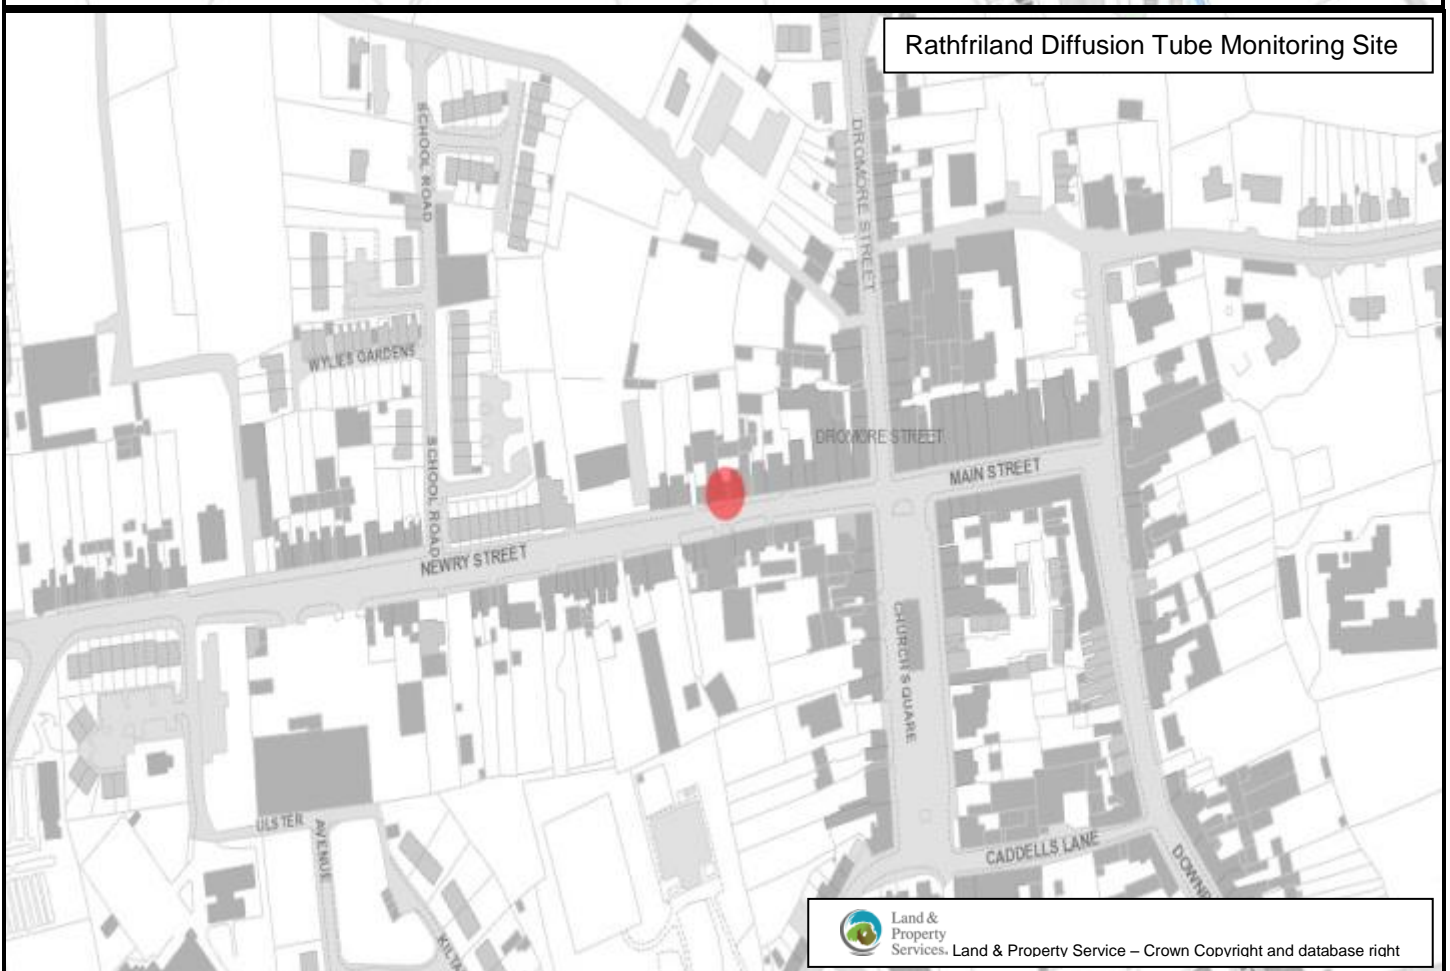 Rathfriland Diffusion Tube Monitoring Site
SCHOOL ROAD
DROMORE STREET
WYLIES GARDENS
DROMORE STREET
MAIN STREET
SCHOOL ROAD
NEWRY STREET
CHURCH SQUARE
ULSTER
AVENUE
CADDELLS LANE
Land &
Property
Services. Land & Property Service – Crown Copyright and database right